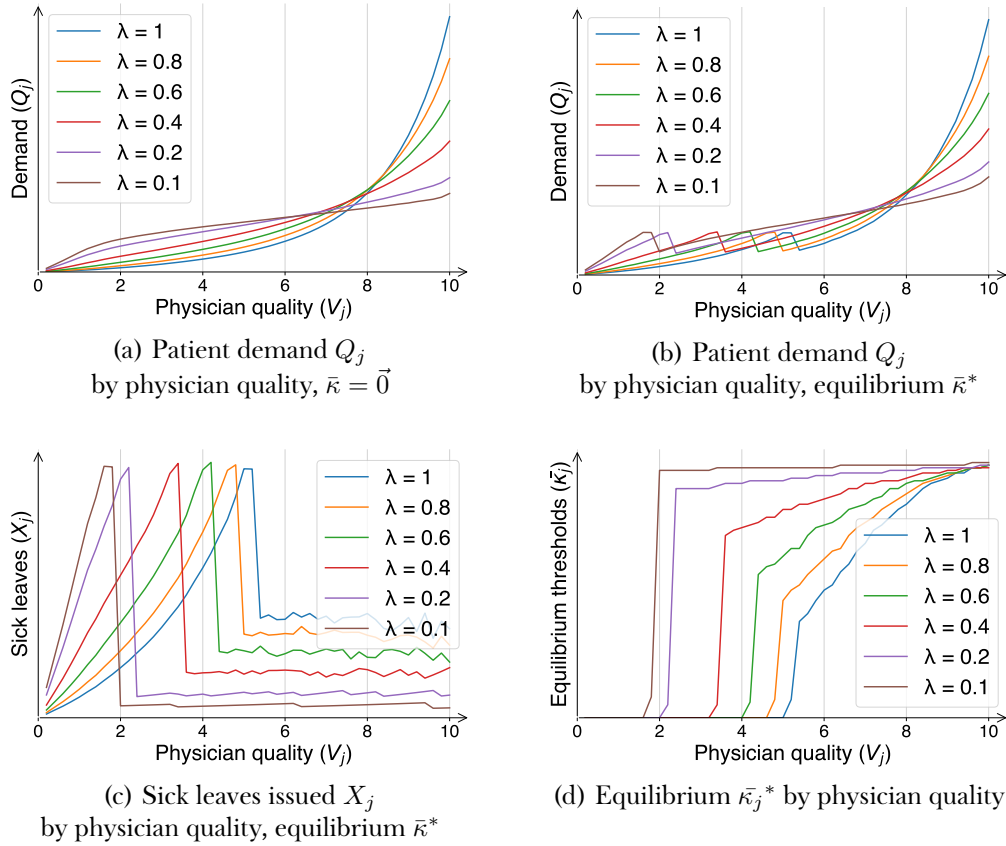 λ = 1
λ = 0.8
λ = 0.6
λ = 0.4
λ = 0.2
λ = 0.1
Demand (Qj)
0 2 4 6 8 10
Physician quality (Vj)
(a) Patient demand Qj
by physician quality, κ̄ = 0⃗
λ = 1
λ = 0.8
λ = 0.6
λ = 0.4
λ = 0.2
λ = 0.1
Demand (Qj)
0 2 4 6 8 10
Physician quality (Vj)
(b) Patient demand Qj
by physician quality, equilibrium κ̄*
λ = 1
λ = 0.8
λ = 0.6
λ = 0.4
λ = 0.2
λ = 0.1
Sick leaves (Xj)
0 2 4 6 8 10
Physician quality (Vj)
(c) Sick leaves issued Xj
by physician quality, equilibrium κ̄*
λ = 1
λ = 0.8
λ = 0.6
λ = 0.4
λ = 0.2
λ = 0.1
Equilibrium thresholds (κ̄j)
0 2 4 6 8 10
Physician quality (Vj)
(d) Equilibrium κ̄j* by physician quality